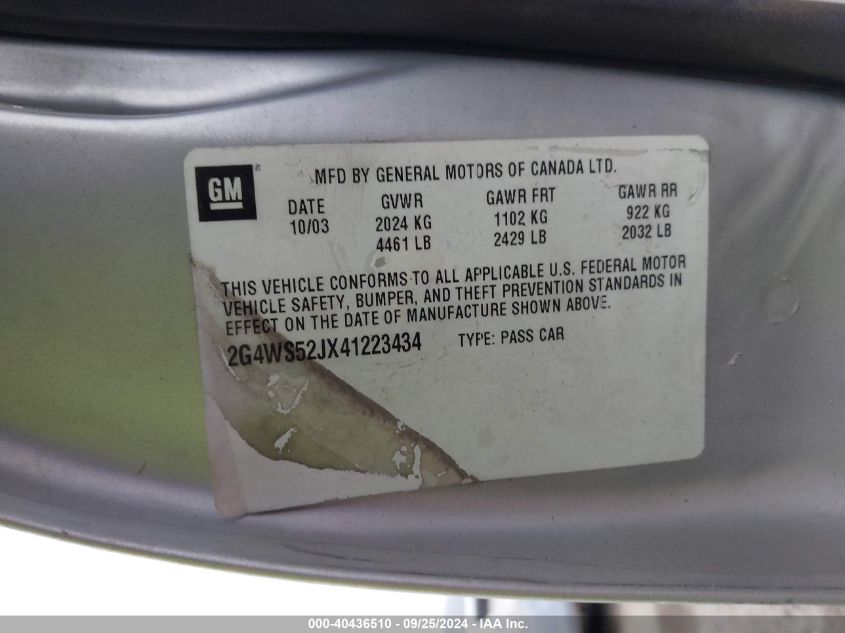 GM ®
MFD BY GENERAL MOTORS OF CANADA LTD.
DATE GVWR GAWR FRT GAWR RR
10/03 2024 KG 1102 KG 922 KG
4461 LB 2429 LB 2032 LB
THIS VEHICLE CONFORMS TO ALL APPLICABLE U.S. FEDERAL MOTOR
VEHICLE SAFETY, BUMPER, AND THEFT PREVENTION STANDARDS IN
EFFECT ON THE DATE OF MANUFACTURE SHOWN ABOVE.
2G4WS52JX41223434 TYPE: PASS CAR
000-40436510 - 09/25/2024 - IAA Inc.